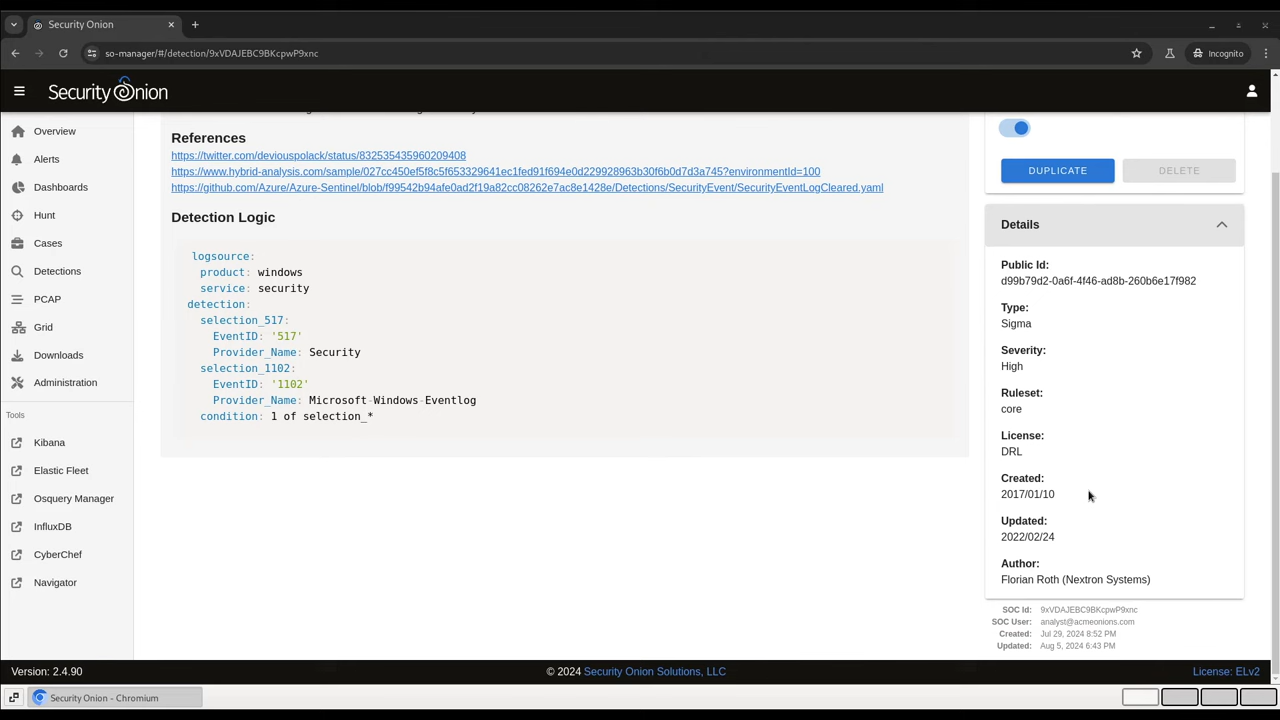 Security Onion
so-manager/#/detection/9xVDAJEBC9BKcpwP9xnc
Incognito
Security Onion
Overview
Alerts
Dashboards
Hunt
Cases
Detections
PCAP
Grid
Downloads
Administration
Tools
Kibana
Elastic Fleet
Osquery Manager
InfluxDB
CyberChef
Navigator
References
https://twitter.com/deviouspolack/status/832535435960209408
https://www.hybrid-analysis.com/sample/027cc450ef5f8c5f653329641ec1fed91f694e0d229928963b30f6b0d7d3a745?environmentId=100
https://github.com/Azure/Azure-Sentinel/blob/f99542b94afe0ad2f19a82cc08262e7ac8e1428e/Detections/SecurityEvent/SecurityEventLogCleared.yaml
Detection Logic
logsource:
product: windows
service: security
detection:
selection_517:
EventID: '517'
Provider_Name: Security
selection_1102:
EventID: '1102'
Provider_Name: Microsoft-Windows-Eventlog
condition: 1 of selection_*
DUPLICATE
DELETE
Details
Public Id:
d99b79d2-0a6f-4f46-ad8b-260b6e17f982
Type:
Sigma
Severity:
High
Ruleset:
core
License:
DRL
Created:
2017/01/10
Updated:
2022/02/24
Author:
Florian Roth (Nextron Systems)
SOC Id: 9xVDAJEBC9BKcpwP9xnc
SOC User: analyst@acmeonions.com
Created: Jul 29, 2024 8:52 PM
Updated: Aug 5, 2024 6:43 PM
Version: 2.4.90
© 2024 Security Onion Solutions, LLC
License: ELv2
Security Onion - Chromium